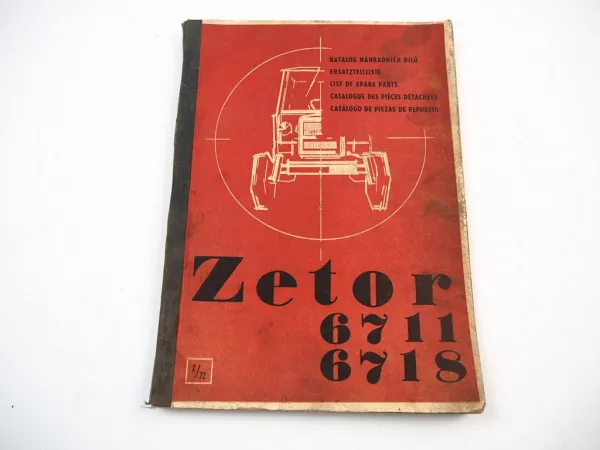 KATALOG NÁHRADNÍCH DÍLŮ
ERSATZTEILLISTE
LIST OF SPARE PARTS
CATALOGUE DES PIÈCES DÉTACHÉES
CATÁLOGO DE PIEZAS DE REPUESTO
Zetor
6711
6718
2/72